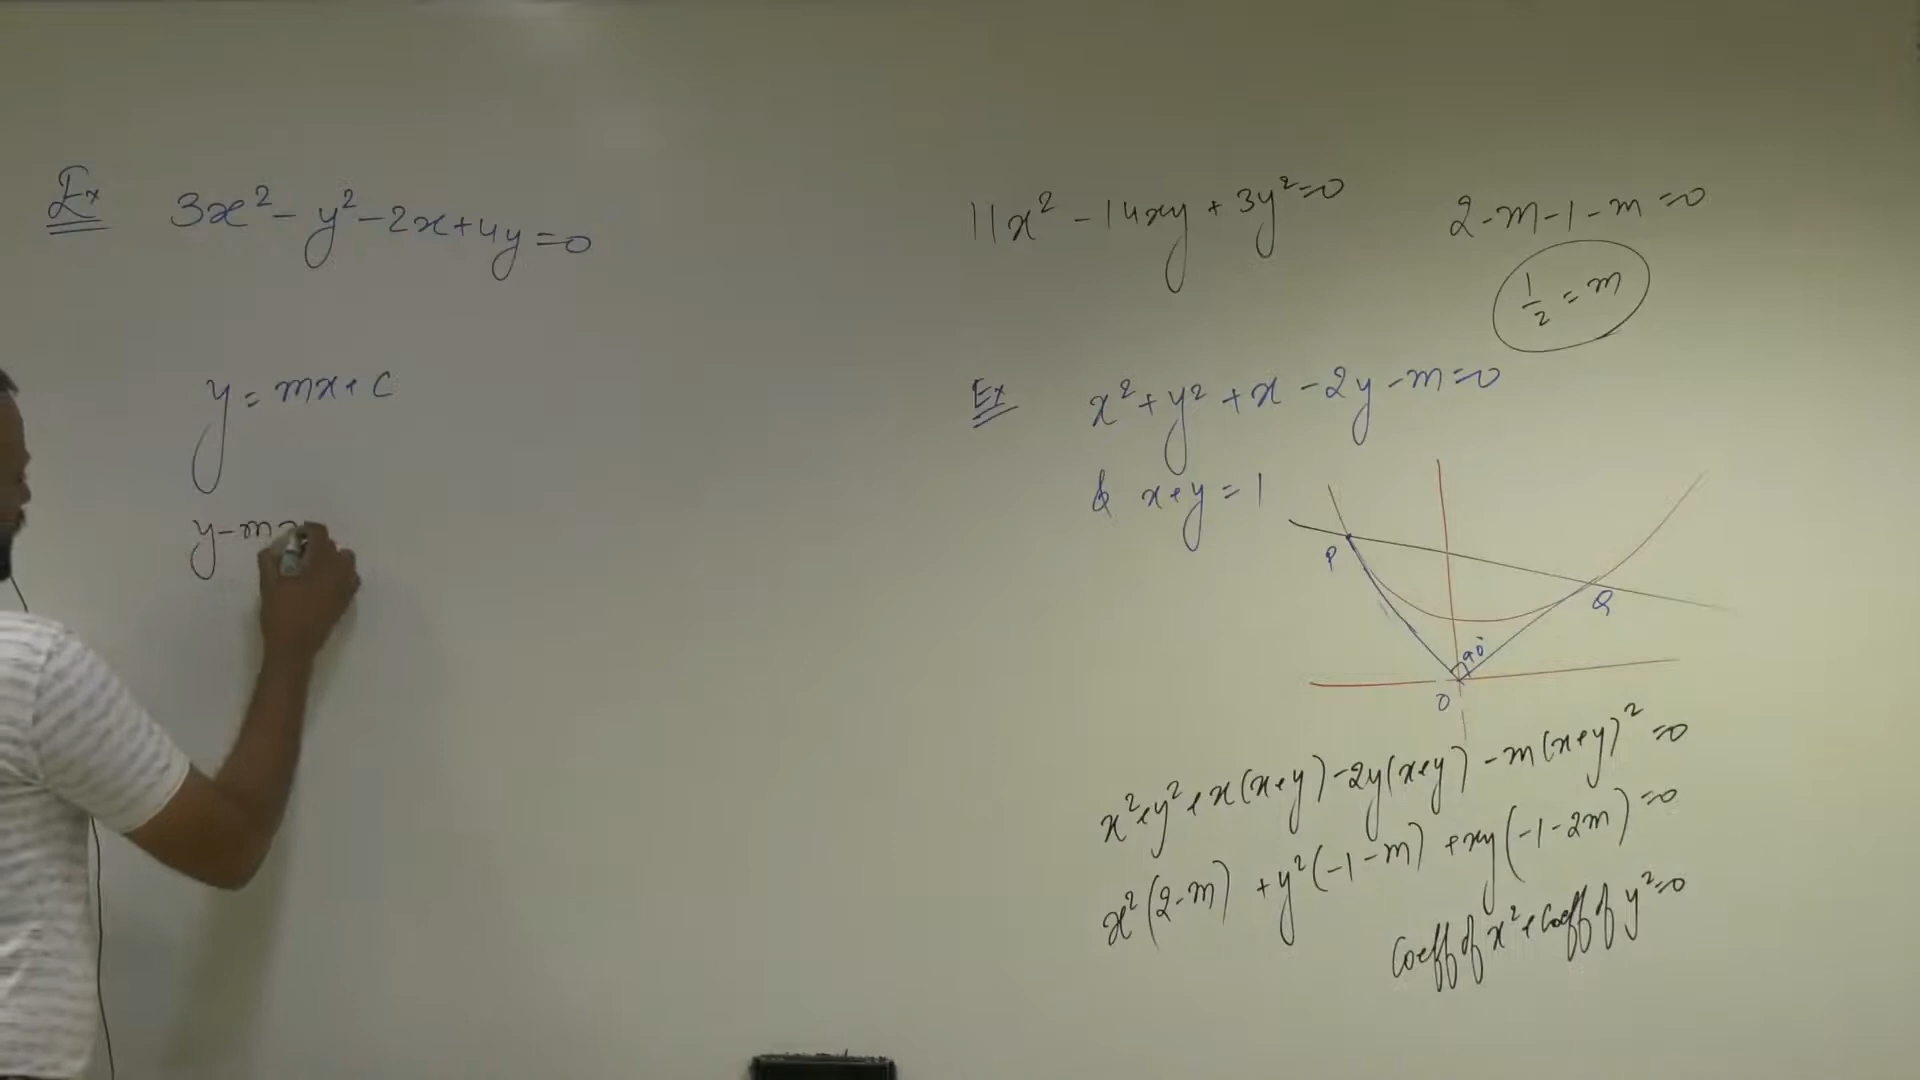 Ex 3x² - y² - 2x + 4y = 0
y = mx + c
y - mx
11x² - 14xy + 3y² = 0
2 - m - 1 - m = 0
1/2 = m
Ex x² + y² + x - 2y - m = 0
& x + y = 1
P
Q
90°
O
x² + y² + x(x+y) - 2y(x+y) - m(x+y)² = 0
x²(2-m) + y²(-1-m) + xy(-1-2m) = 0
Coeff of x² + Coeff of y² = 0